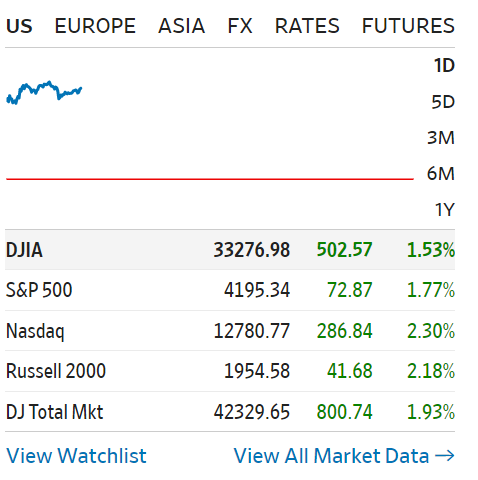 US EUROPE ASIA FX RATES FUTURES
1D
5D
3M
6M
1Y
DJIA 33276.98 502.57 1.53%
S&P 500 4195.34 72.87 1.77%
Nasdaq 12780.77 286.84 2.30%
Russell 2000 1954.58 41.68 2.18%
DJ Total Mkt 42329.65 800.74 1.93%
View Watchlist View All Market Data →